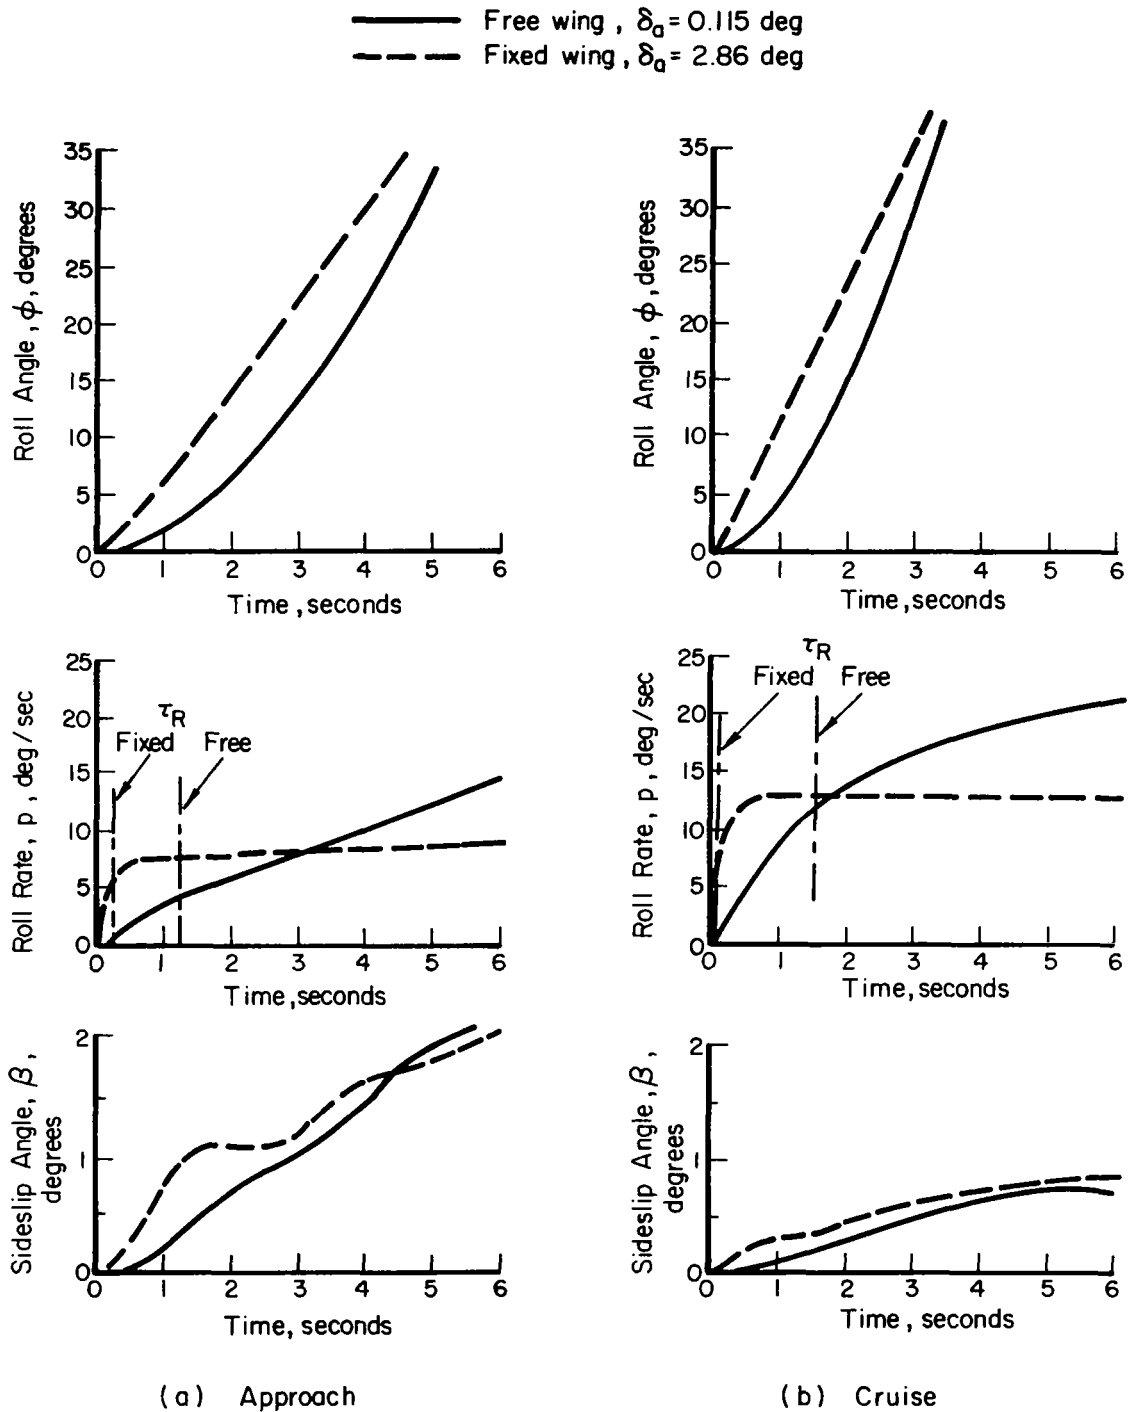 Free wing, δa = 0.115 deg
Fixed wing, δa = 2.86 deg
Roll Angle, ϕ, degrees
35
30
25
20
15
10
5
0
0 1 2 3 4 5 6
Time, seconds
Roll Angle, ϕ, degrees
35
30
25
20
15
10
5
0
0 1 2 3 4 5 6
Time, seconds
Roll Rate, p, deg/sec
25
20
15
10
5
0
τR
Fixed Free
0 1 2 3 4 5 6
Time, seconds
Roll Rate, p, deg/sec
25
20
15
10
5
0
τR
Fixed Free
0 1 2 3 4 5 6
Time, seconds
Sideslip Angle, β,
degrees
2
1
0
0 1 2 3 4 5 6
Time, seconds
Sideslip Angle, β,
degrees
2
1
0
0 1 2 3 4 5 6
Time, seconds
(a) Approach
(b) Cruise